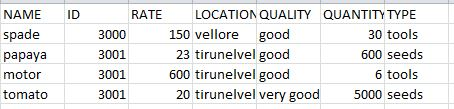 NAME ID RATE LOCATION QUALITY QUANTITY TYPE
spade 3000 150 vellore good 30 tools
papaya 3001 23 tirunelvel good 600 seeds
motor 3001 600 tirunelvel good 6 tools
tomato 3001 20 tirunelvel very good 5000 seeds